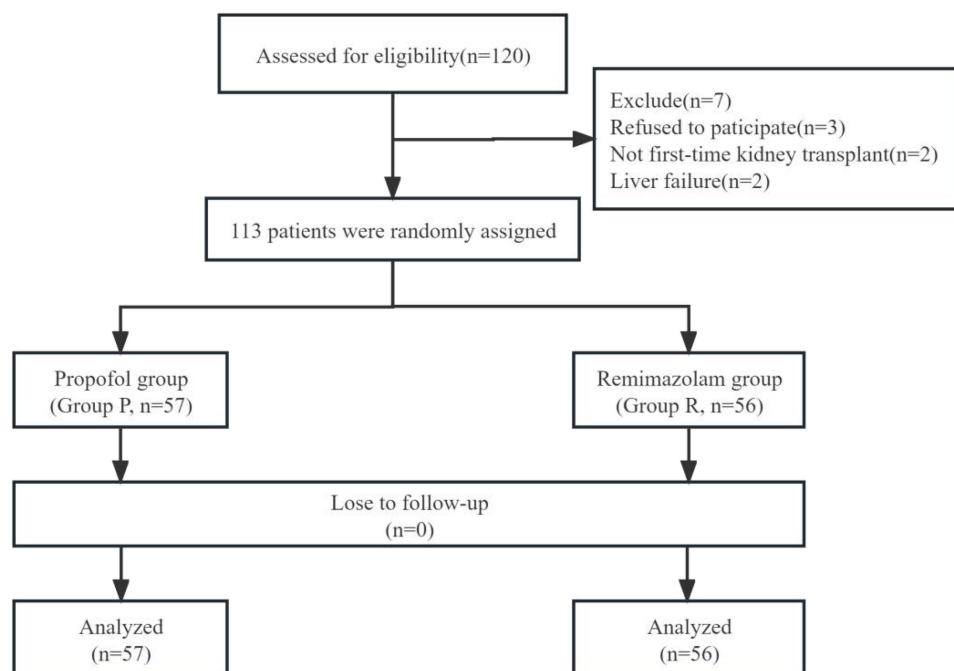 Assessed for eligibility(n=120)
Exclude(n=7)
Refused to paticipate(n=3)
Not first-time kidney transplant(n=2)
Liver failure(n=2)
113 patients were randomly assigned
Propofol group
(Group P, n=57)
Remimazolam group
(Group R, n=56)
Lose to follow-up
(n=0)
Analyzed
(n=57)
Analyzed
(n=56)